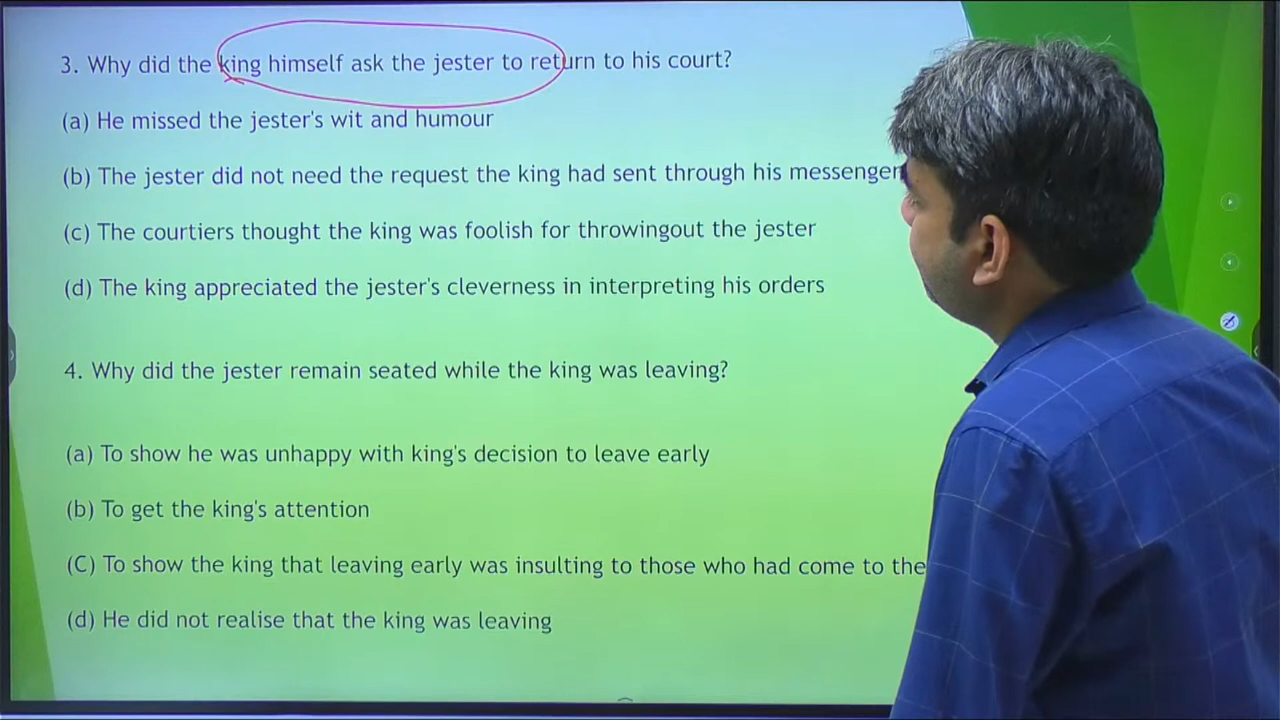 3. Why did the king himself ask the jester to return to his court?
(a) He missed the jester's wit and humour
(b) The jester did not need the request the king had sent through his messenger
(c) The courtiers thought the king was foolish for throwingout the jester
(d) The king appreciated the jester's cleverness in interpreting his orders
4. Why did the jester remain seated while the king was leaving?
(a) To show he was unhappy with king's decision to leave early
(b) To get the king's attention
(C) To show the king that leaving early was insulting to those who had come to the
(d) He did not realise that the king was leaving